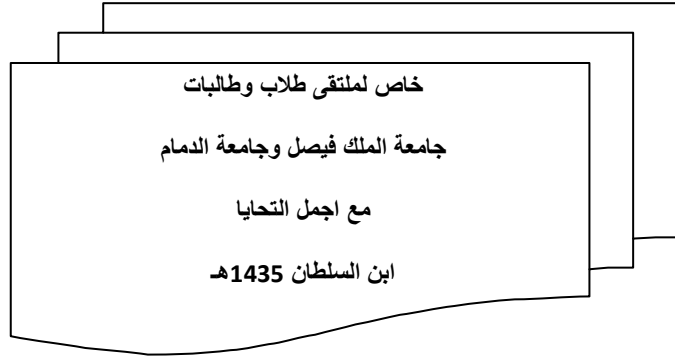 خاص لملتقى طلاب وطالبات
جامعة الملك فيصل وجامعة الدمام
مع اجمل التحايا
ابن السلطان 1435هـ